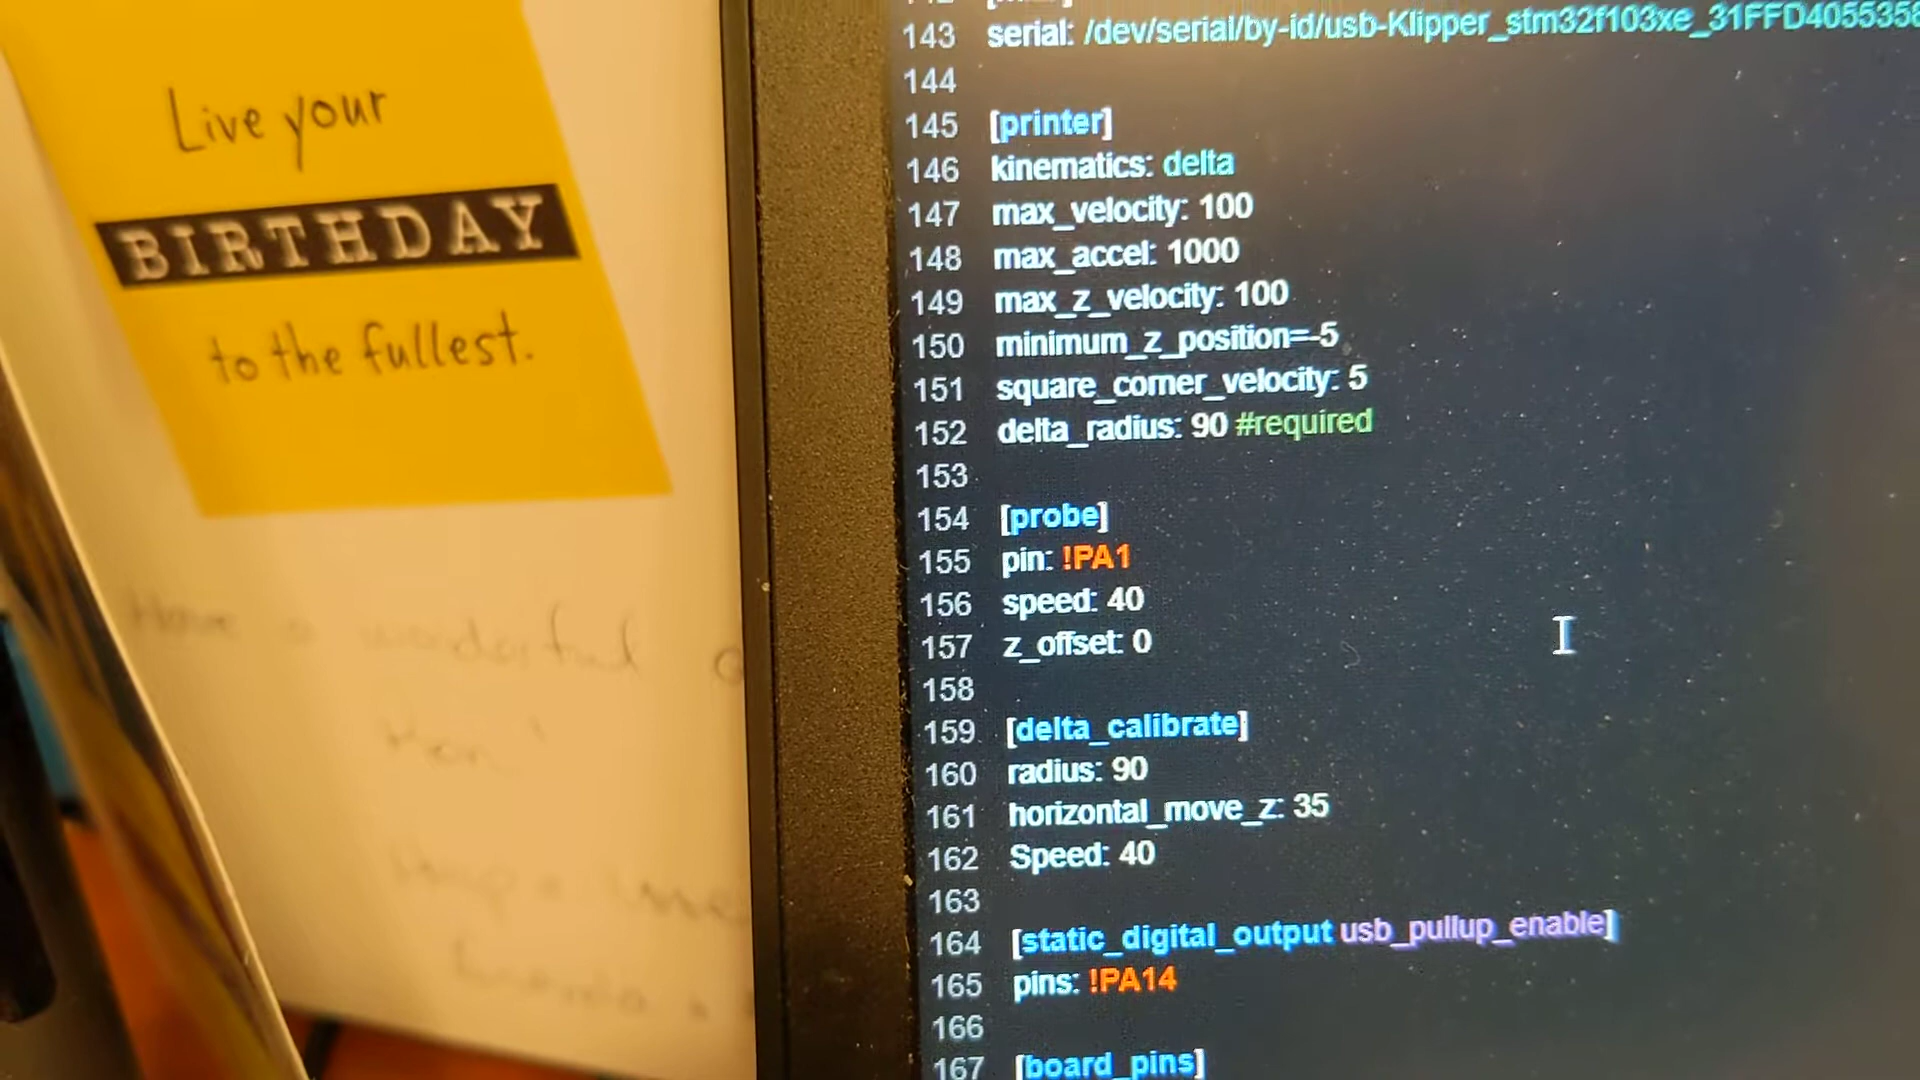 Live your
BIRTHDAY
to the fullest.
Have a wonderful
143 serial: /dev/serial/by-id/usb-Klipper_stm32f103xe_31FFD4055358
144
145 [printer]
146 kinematics: delta
147 max_velocity: 100
148 max_accel: 1000
149 max_z_velocity: 100
150 minimum_z_position=-5
151 square_corner_velocity: 5
152 delta_radius: 90 #required
153
154 [probe]
155 pin: !PA1
156 speed: 40
157 z_offset: 0
158
159 [delta_calibrate]
160 radius: 90
161 horizontal_move_z: 35
162 Speed: 40
163
164 [static_digital_output usb_pullup_enable]
165 pins: !PA14
166
167 [board_pins]